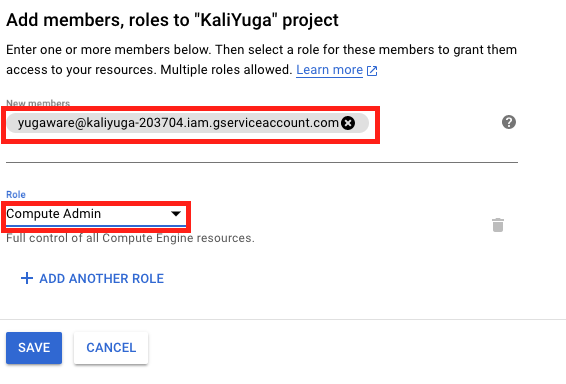 Add members, roles to "KaliYuga" project
Enter one or more members below. Then select a role for these members to grant them
access to your resources. Multiple roles allowed. Learn more
New members
yugaware@kaliyuga-203704.iam.gserviceaccount.com
Role
Compute Admin
Full control of all Compute Engine resources.
ADD ANOTHER ROLE
SAVE
CANCEL